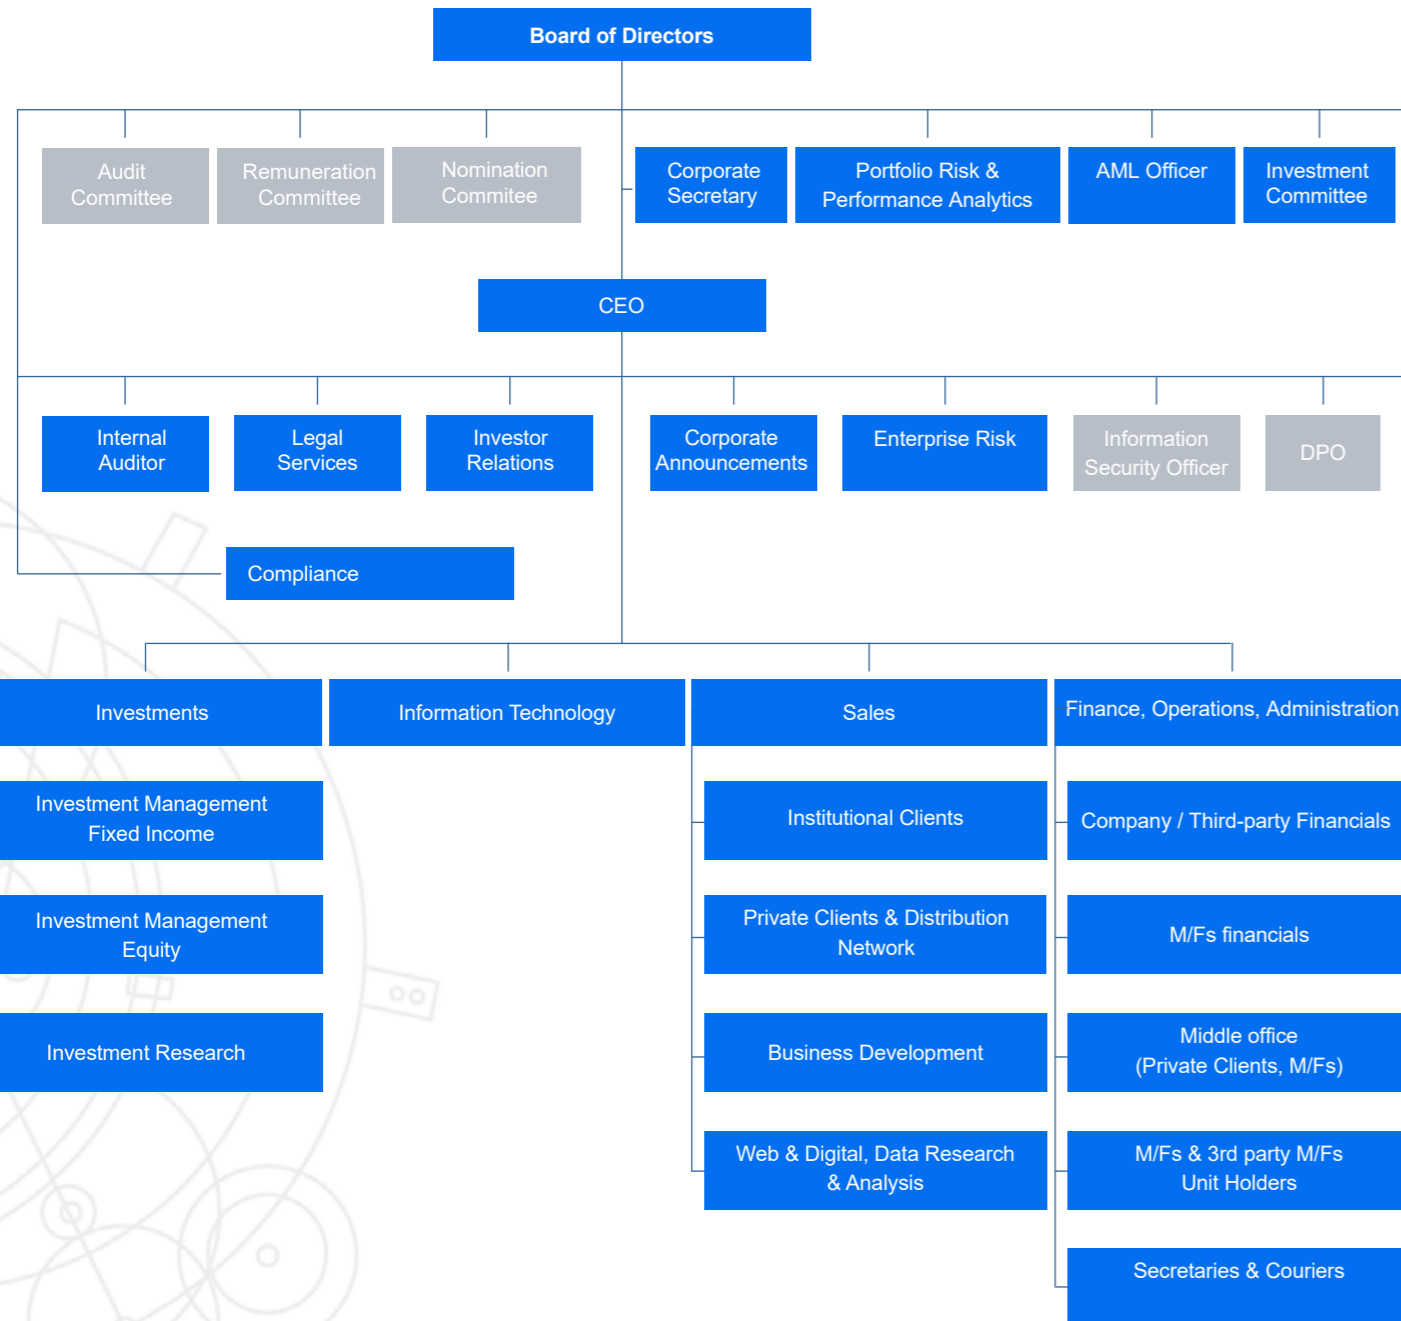 Board of Directors
Audit
Committee
Remuneration
Committee
Nomination
Commitee
Corporate
Secretary
Portfolio Risk &
Performance Analytics
AML Officer
Investment
Committee
CEO
Internal
Auditor
Legal
Services
Investor
Relations
Corporate
Announcements
Enterprise Risk
Information
Security Officer
DPO
Compliance
Investments
Information Technology
Sales
Finance, Operations, Administration
Investment Management
Fixed Income
Institutional Clients
Company / Third-party Financials
Investment Management
Equity
Private Clients & Distribution
Network
M/Fs financials
Investment Research
Business Development
Middle office
(Private Clients, M/Fs)
Web & Digital, Data Research
& Analysis
M/Fs & 3rd party M/Fs
Unit Holders
Secretaries & Couriers